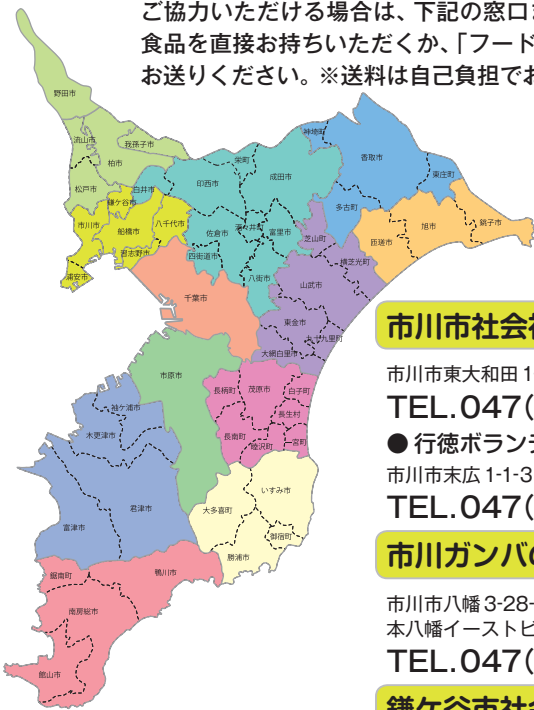 ご協力いただける場合は、下記の窓口ま
食品を直接お持ちいただくか、「フード
お送りください。※送料は自己負担でお
野田市
流山市
我孫子市
柏市
松戸市
鎌ケ谷市
白井市
市川市
船橋市
八千代市
習志野市
浦安市
印西市
栄町
成田市
佐倉市
酒々井町
富里市
四街道市
八街市
神崎町
香取市
東庄町
多古町
銚子市
旭市
匝瑳市
芝山町
横芝光町
山武市
東金市
九十九里町
大網白里市
千葉市
市原市
長柄町
茂原市
白子町
長生村
長南町
睦沢町
一宮町
袖ケ浦市
木更津市
君津市
富津市
いすみ市
大多喜町
御宿町
勝浦市
鋸南町
鴨川市
南房総市
館山市
市川市社会
市川市東大和田 1
TEL.047(
● 行徳ボランテ
市川市末広 1-1-3
TEL.047(
市川ガンバの
市川市八幡 3-28-
本八幡イーストビ
TEL.047(
鎌ケ谷市社会